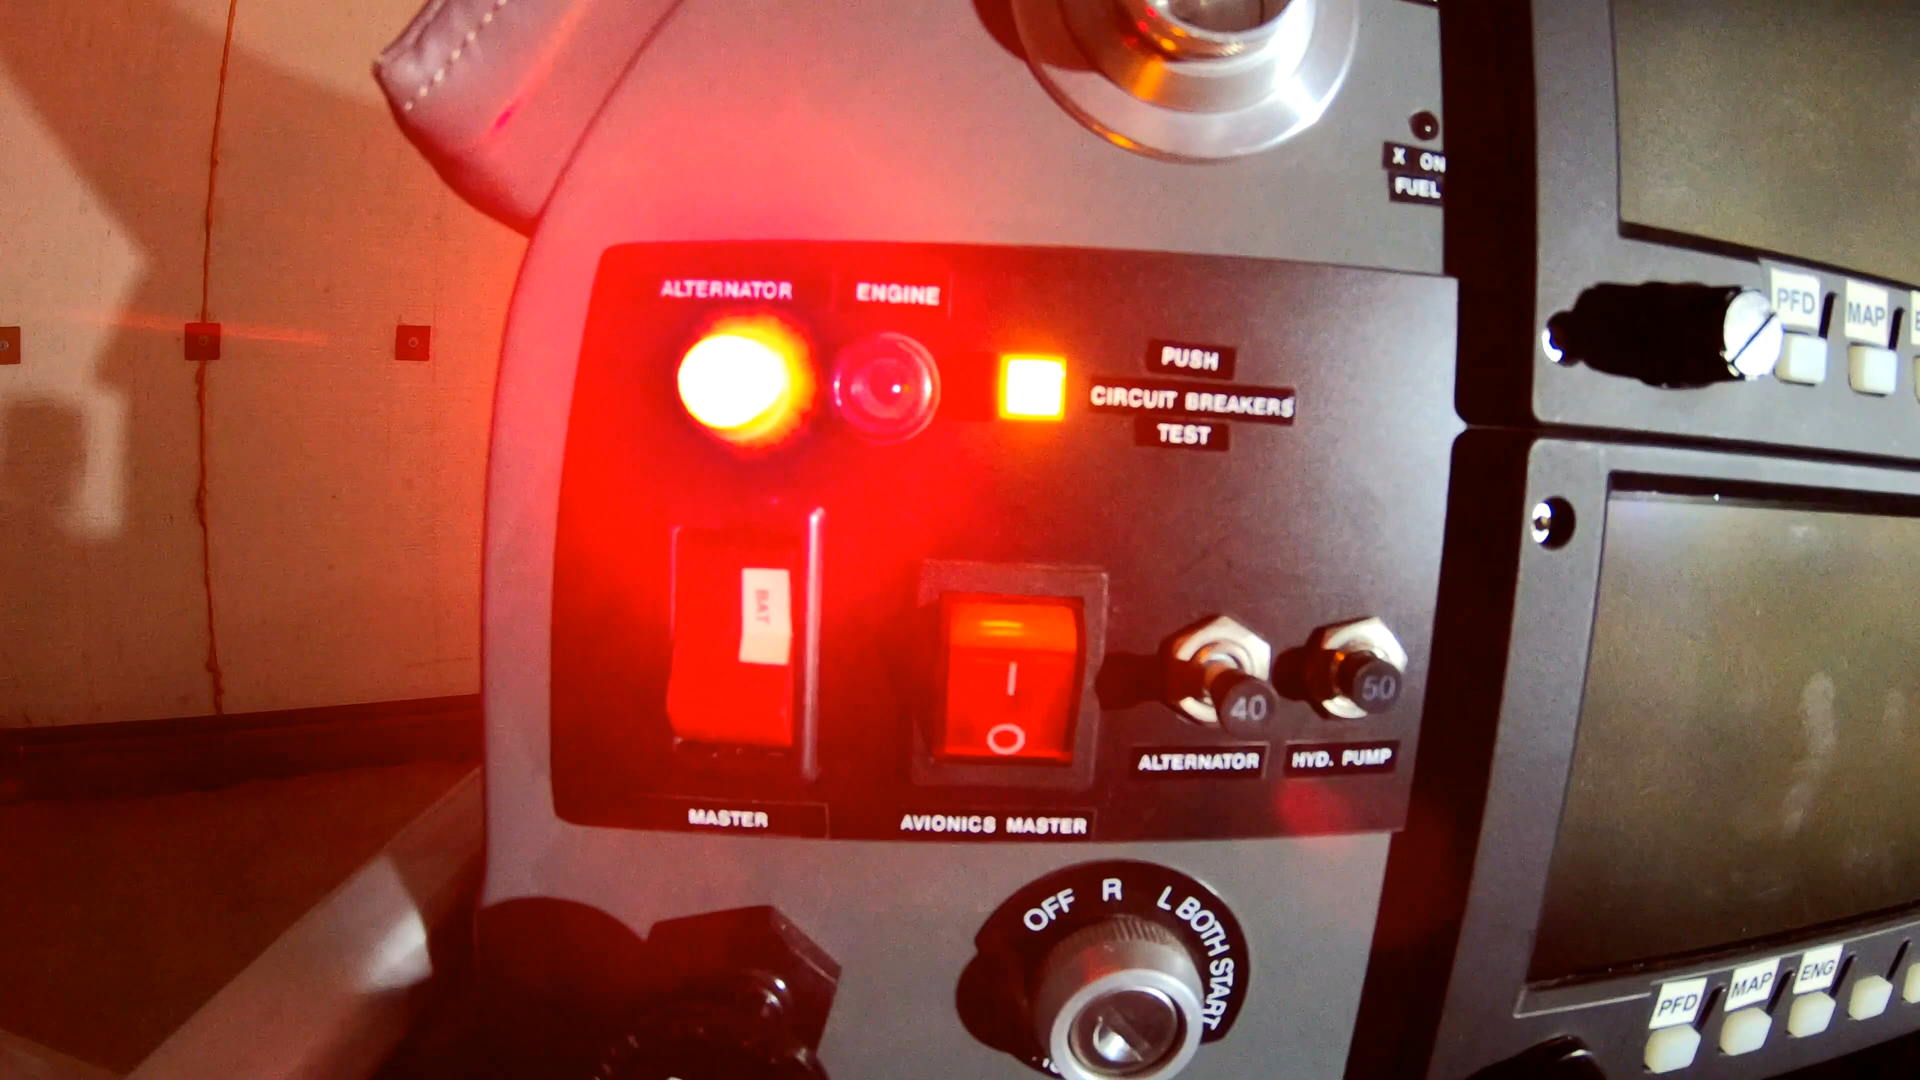 X ON
FUEL
ALTERNATOR
ENGINE
PUSH
CIRCUIT BREAKERS
TEST
PFD
MAP
BAT
I
O
40
50
ALTERNATOR
HYD. PUMP
MASTER
AVIONICS MASTER
OFF R L BOTH START
PFD
MAP
ENG